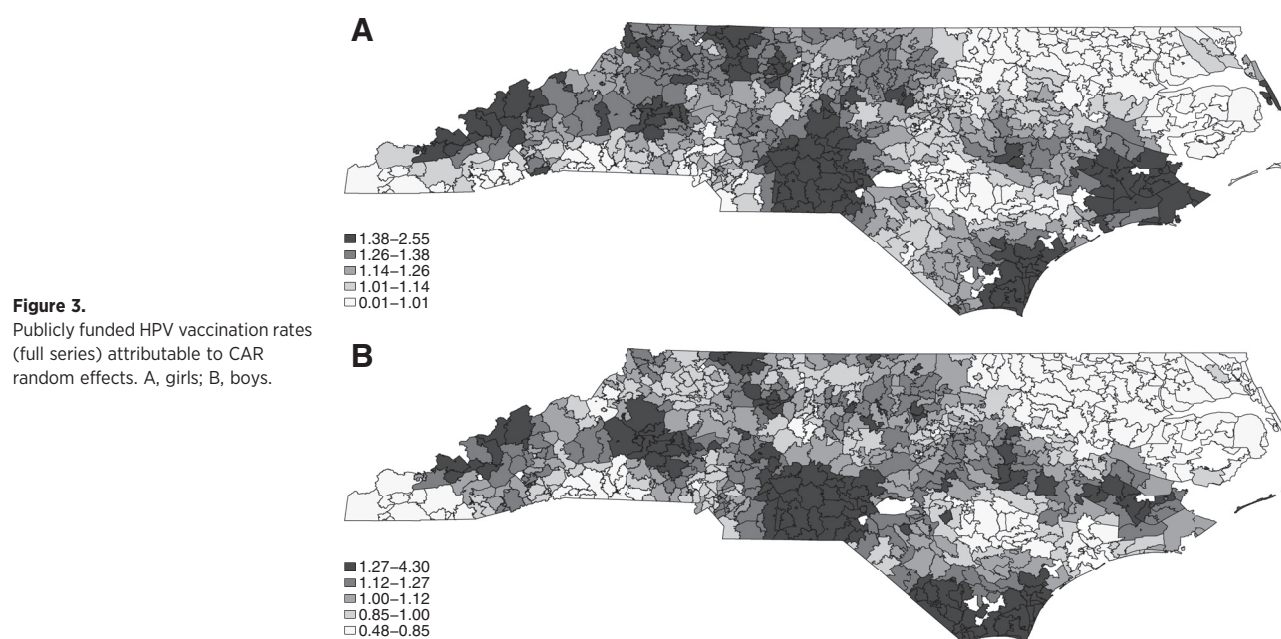 A
1.38–2.55
1.26–1.38
1.14–1.26
1.01–1.14
0.01–1.01
Figure 3.
Publicly funded HPV vaccination rates
(full series) attributable to CAR
random effects. A, girls; B, boys.
B
1.27–4.30
1.12–1.27
1.00–1.12
0.85–1.00
0.48–0.85